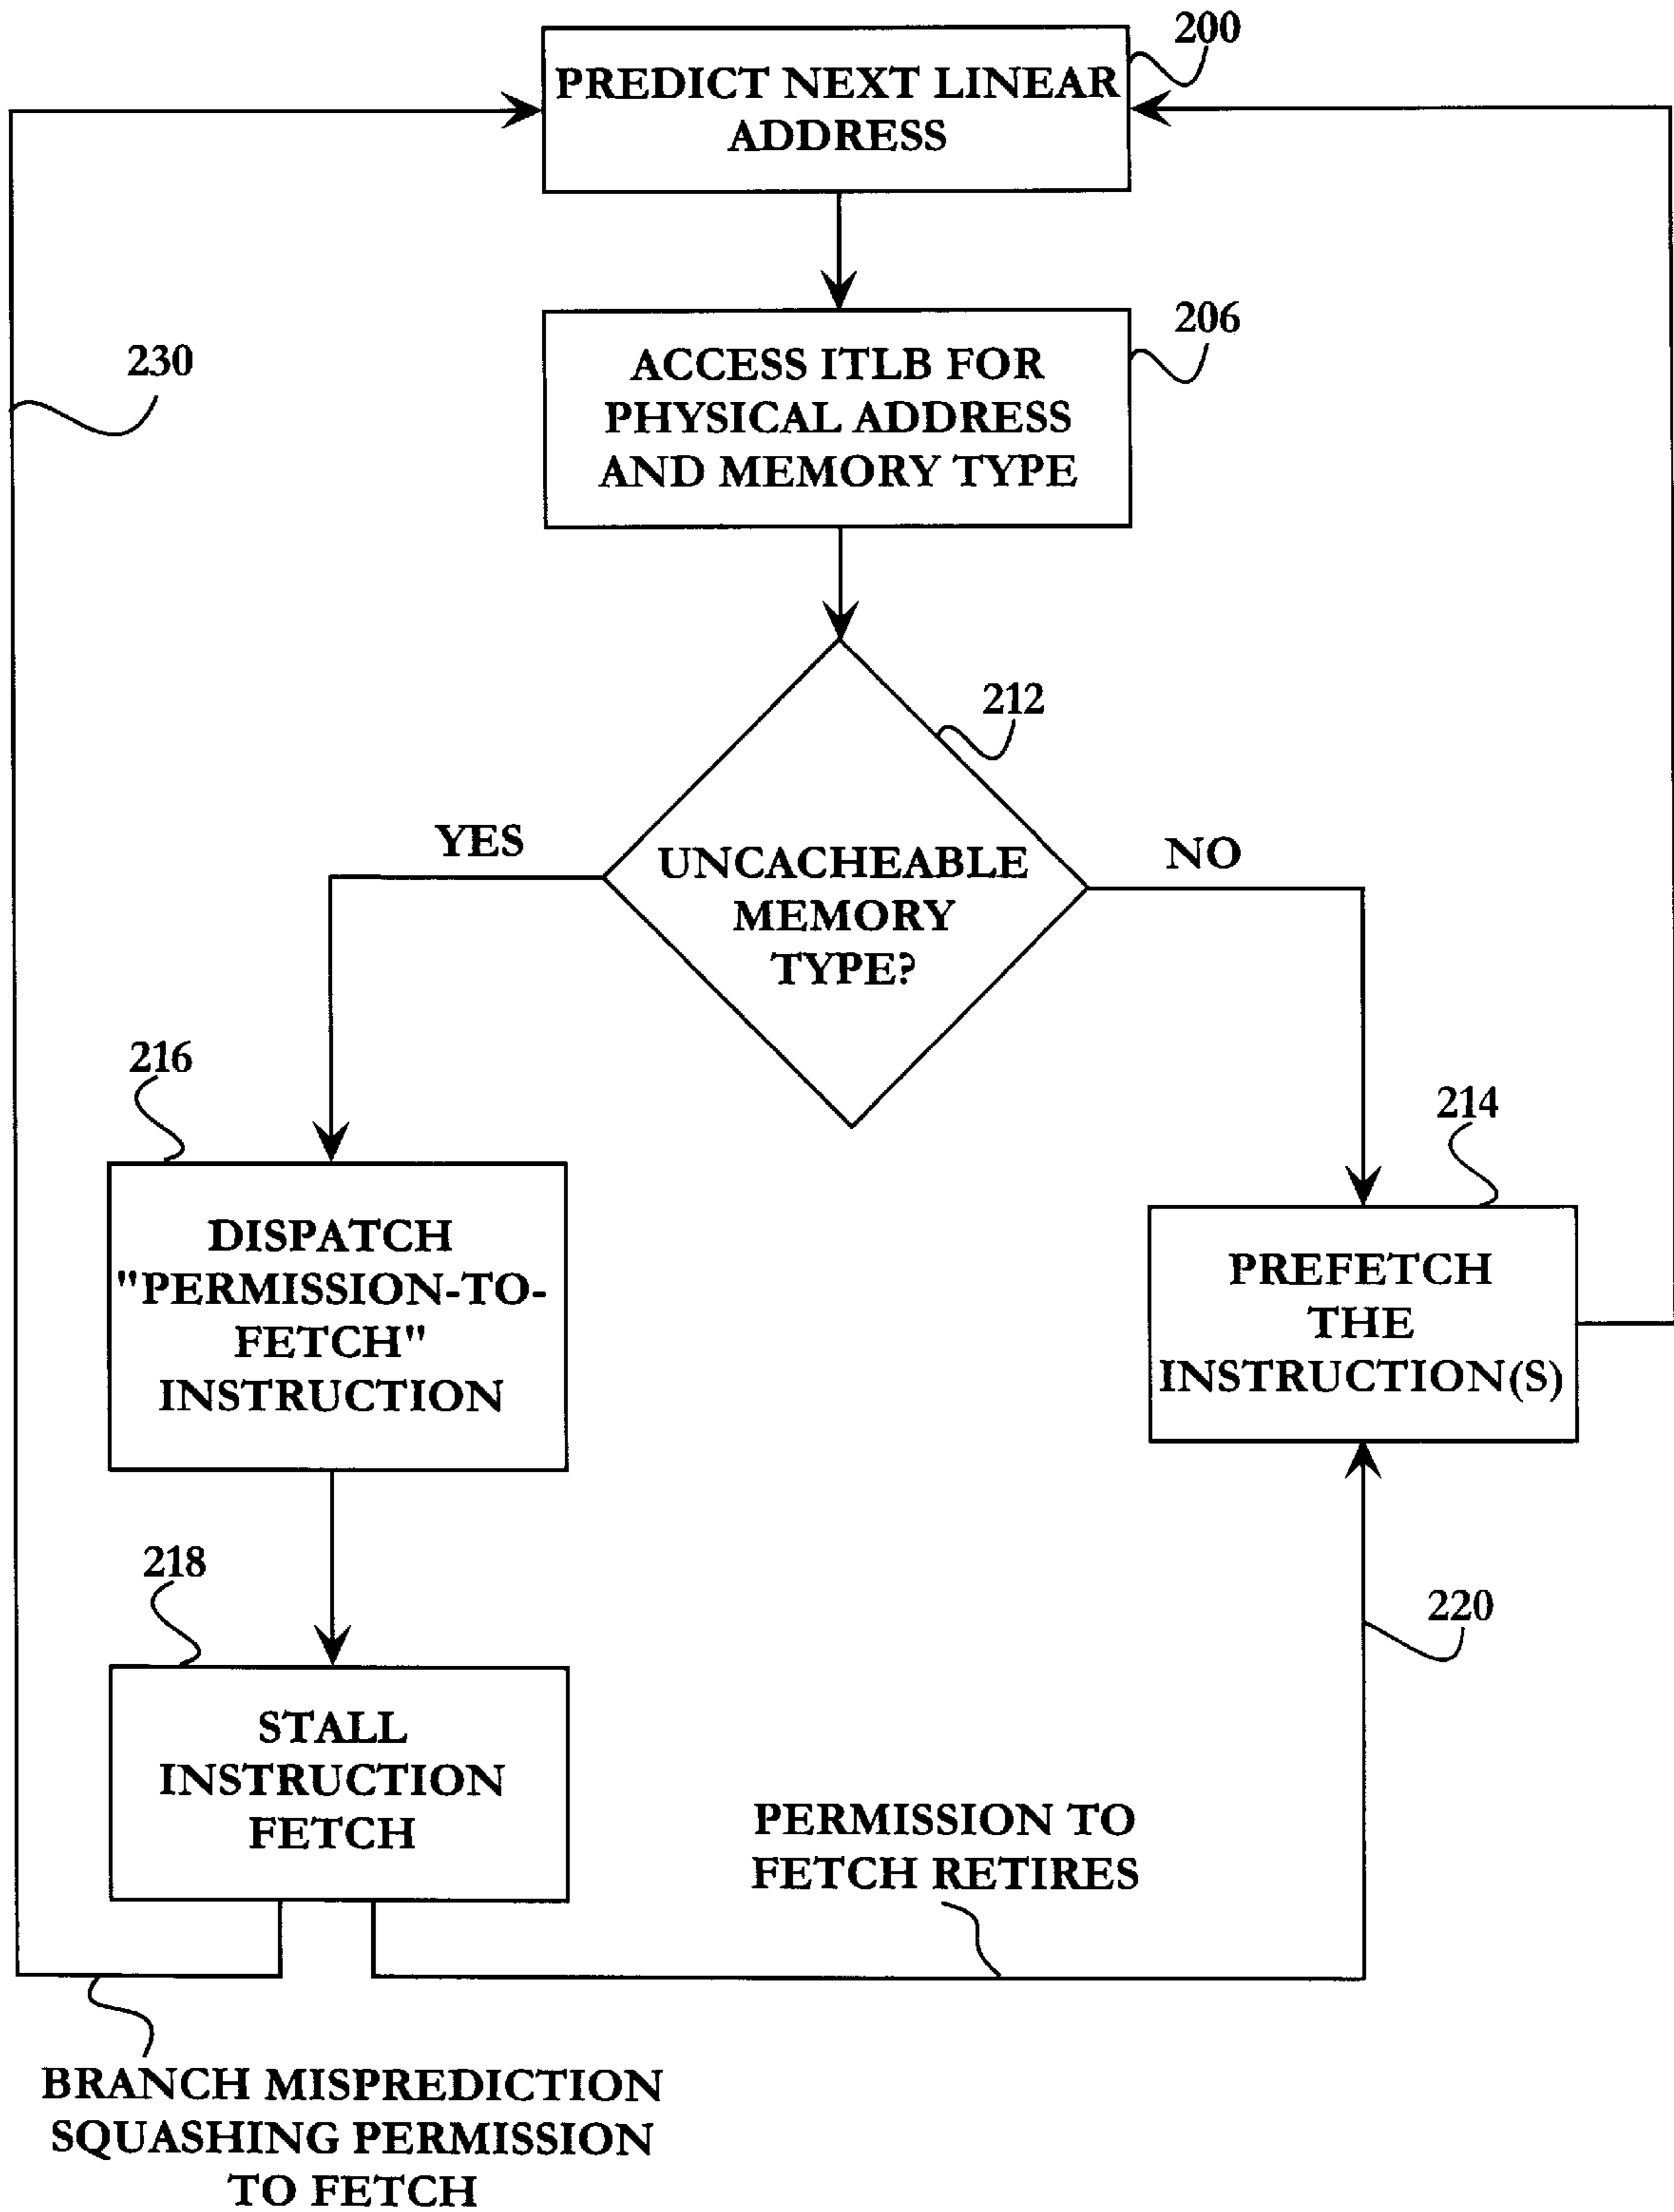 200
PREDICT NEXT LINEAR
ADDRESS
206
ACCESS ITLB FOR
PHYSICAL ADDRESS
AND MEMORY TYPE
230
212
YES
NO
UNCACHEABLE
MEMORY
TYPE?
216
214
DISPATCH
"PERMISSION-TO-
FETCH"
INSTRUCTION
PREFETCH
THE
INSTRUCTION(S)
218
220
STALL
INSTRUCTION
FETCH
PERMISSION TO
FETCH RETIRES
BRANCH MISPREDICTION
SQUASHING PERMISSION
TO FETCH